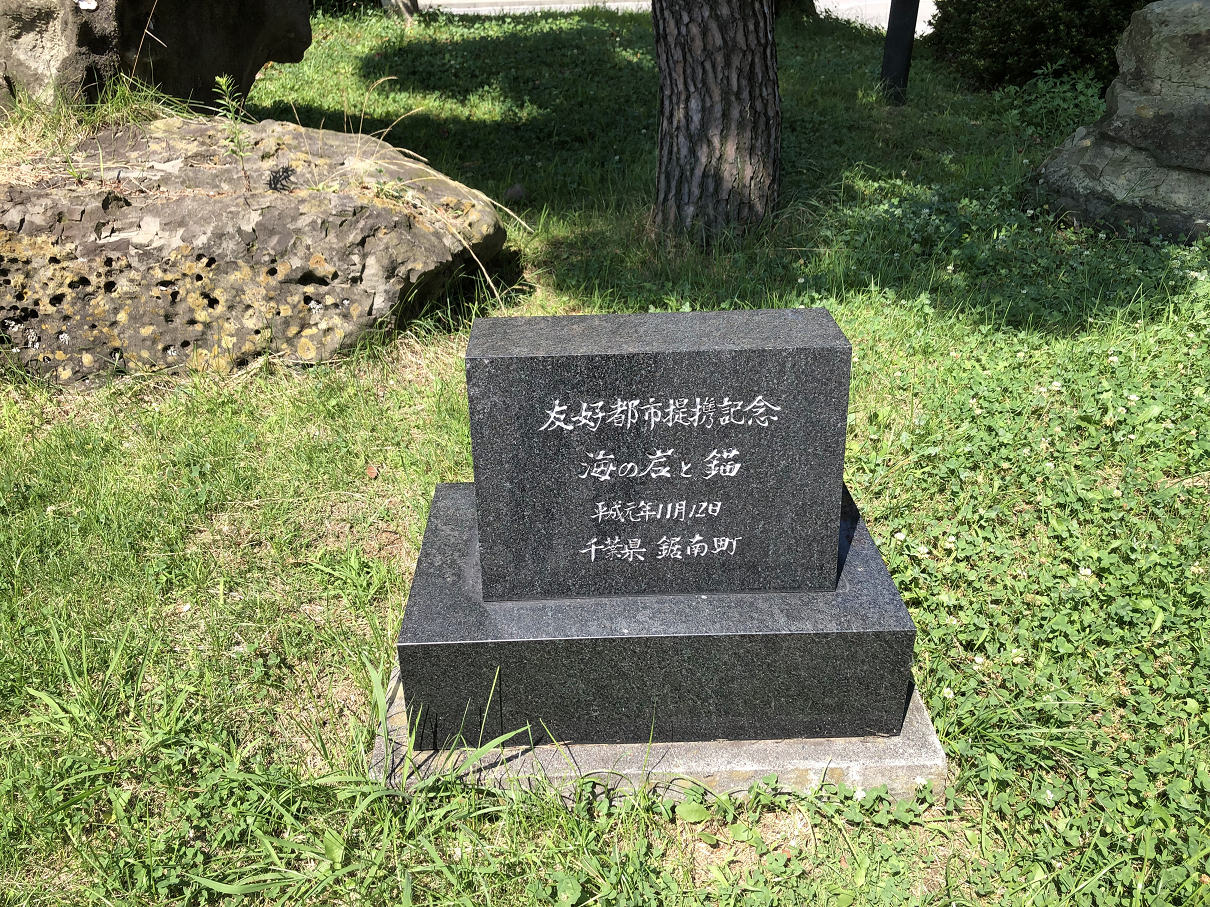 友好都市提携記念
海の岩と錨
平成元年11月12日
千葉県 鋸南町